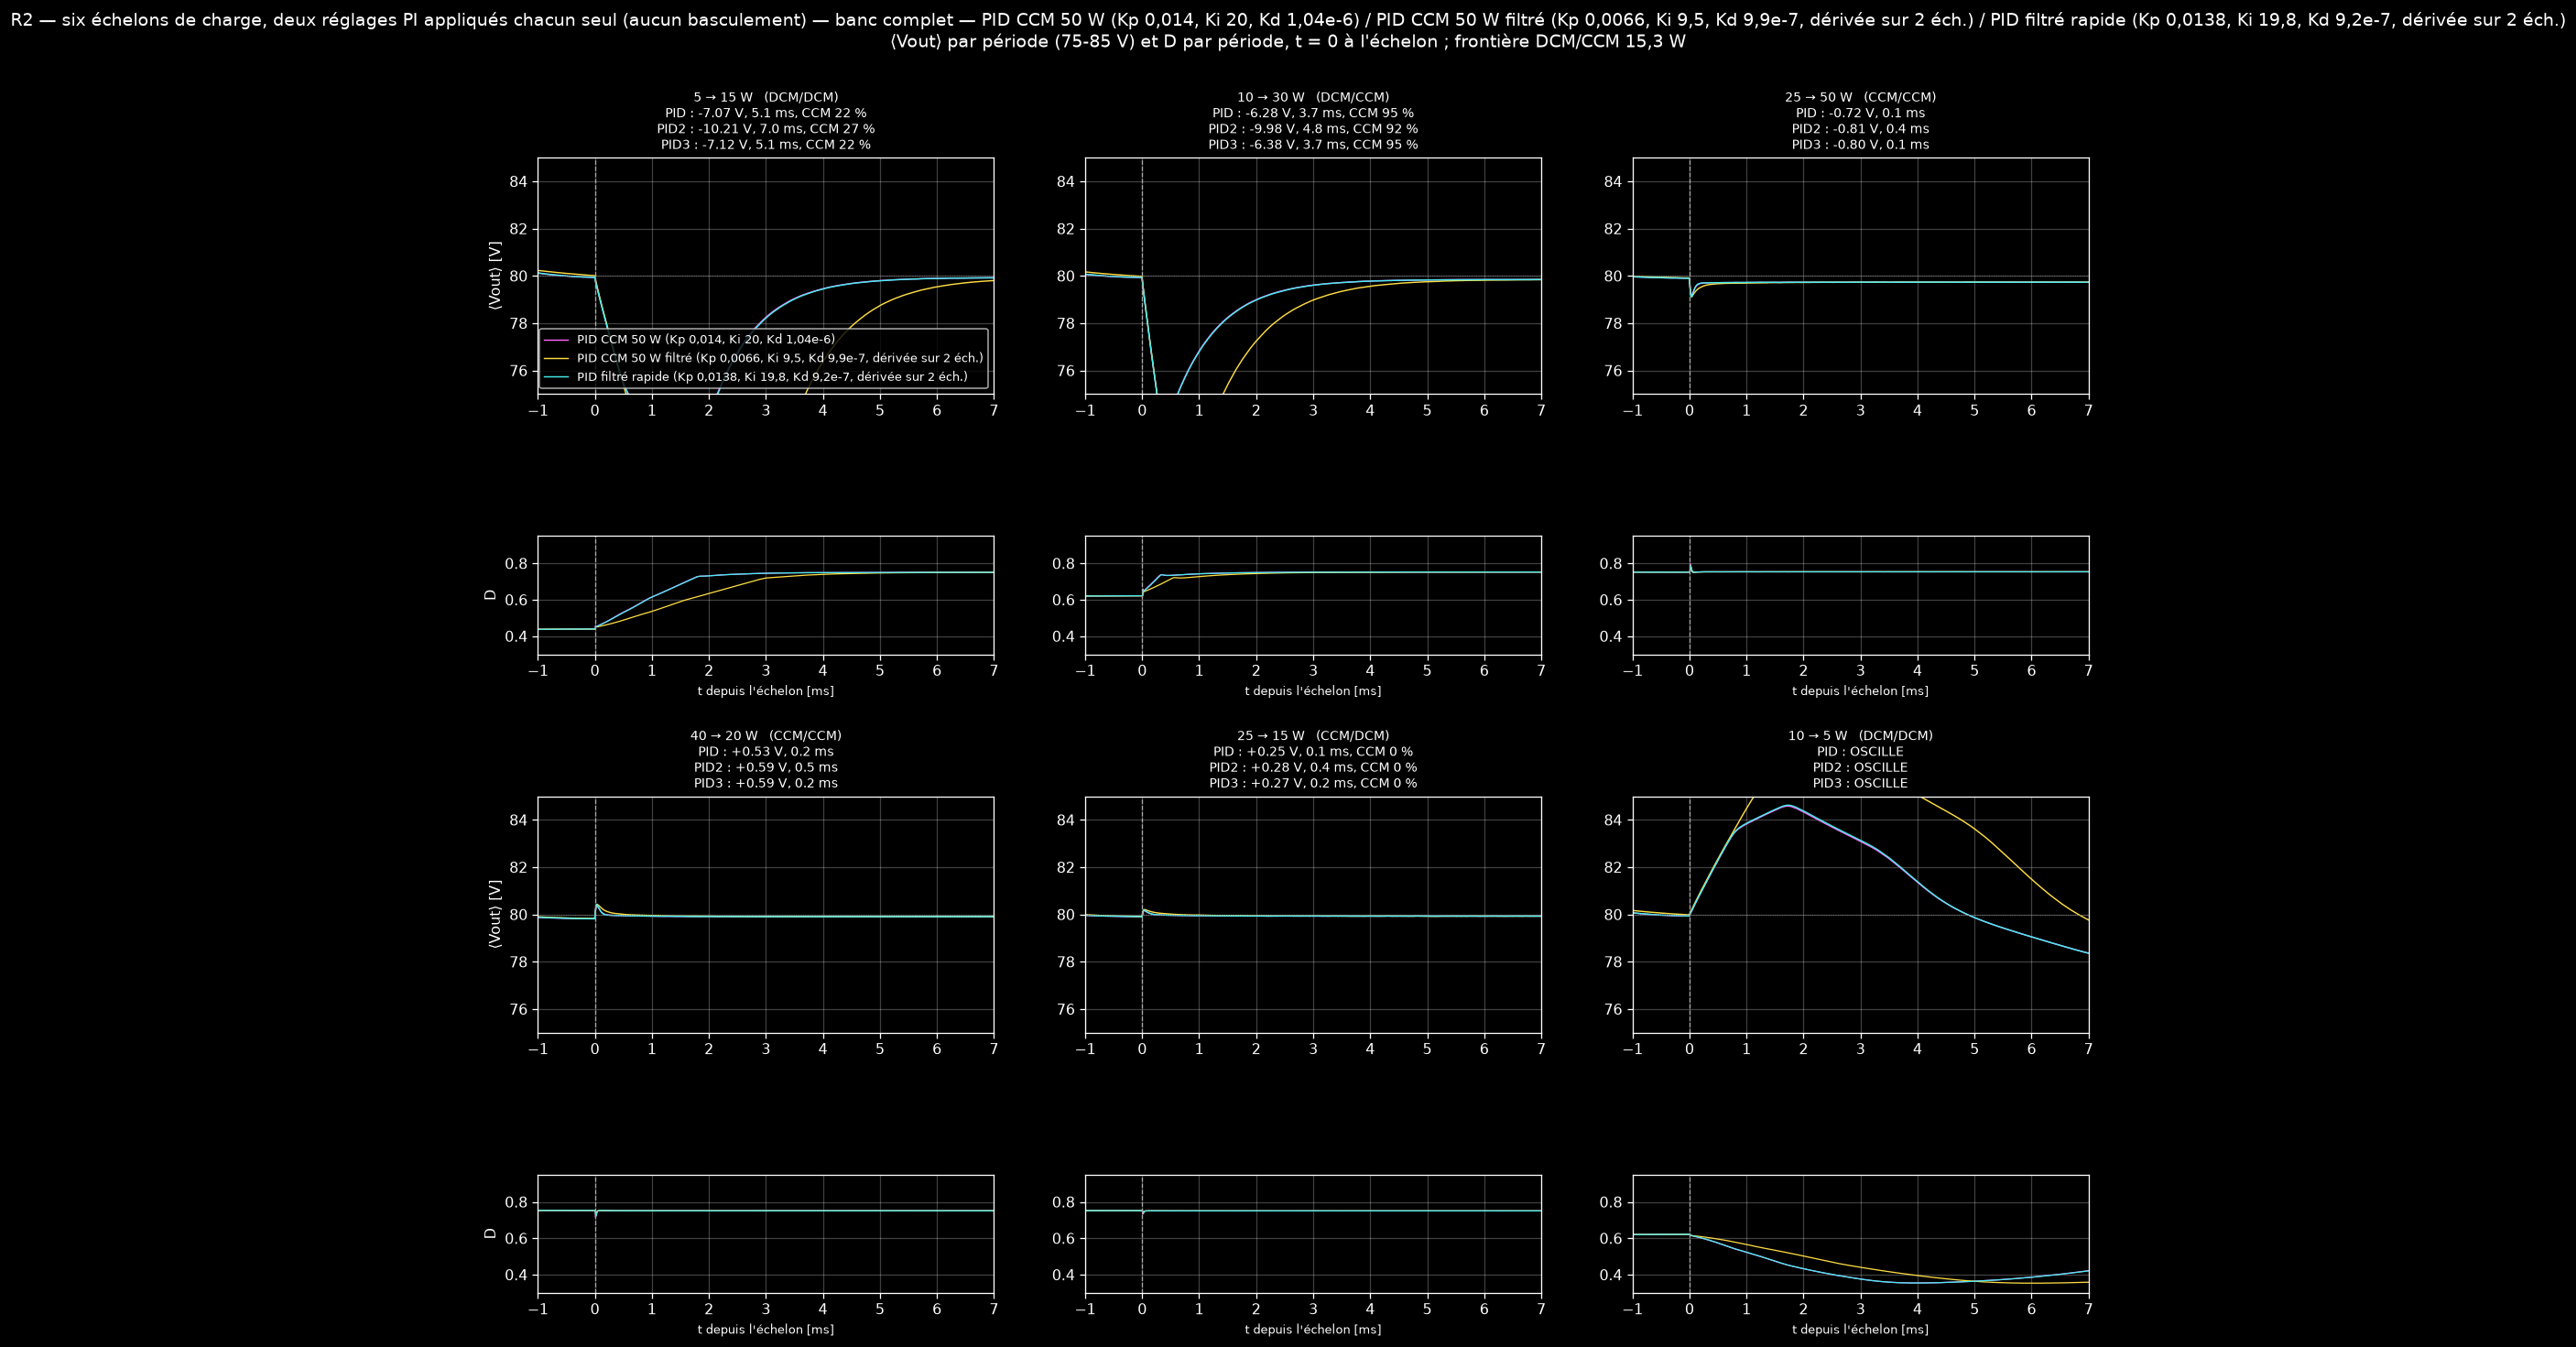 R2 — six échelons de charge, deux réglages PI appliqués chacun seul (aucun basculement) — banc complet — PID CCM 50 W (Kp 0,014, Ki 20, Kd 1,04e-6) / PID CCM 50 W filtré (Kp 0,0066, Ki 9,5, Kd 9,9e-7, dérivée sur 2 éch.) / PID filtré rapide (Kp 0,0138, Ki 19,8, Kd 9,2e-7, dérivée sur 2 éch.)
⟨Vout⟩ par période (75-85 V) et D par période, t = 0 à l'échelon ; frontière DCM/CCM 15,3 W
5 → 15 W (DCM/DCM)
PID : -7.07 V, 5.1 ms, CCM 22 %
PID2 : -10.21 V, 7.0 ms, CCM 27 %
PID3 : -7.12 V, 5.1 ms, CCM 22 %
⟨Vout⟩ [V]
84
82
80
78
76
PID CCM 50 W (Kp 0,014, Ki 20, Kd 1,04e-6)
PID CCM 50 W filtré (Kp 0,0066, Ki 9,5, Kd 9,9e-7, dérivée sur 2 éch.)
PID filtré rapide (Kp 0,0138, Ki 19,8, Kd 9,2e-7, dérivée sur 2 éch.)
−1 0 1 2 3 4 5 6 7
10 → 30 W (DCM/CCM)
PID : -6.28 V, 3.7 ms, CCM 95 %
PID2 : -9.98 V, 4.8 ms, CCM 92 %
PID3 : -6.38 V, 3.7 ms, CCM 95 %
84
82
80
78
76
−1 0 1 2 3 4 5 6 7
25 → 50 W (CCM/CCM)
PID : -0.72 V, 0.1 ms
PID2 : -0.81 V, 0.4 ms
PID3 : -0.80 V, 0.1 ms
84
82
80
78
76
−1 0 1 2 3 4 5 6 7
D
0.8
0.6
0.4
−1 0 1 2 3 4 5 6 7
t depuis l'échelon [ms]
0.8
0.6
0.4
−1 0 1 2 3 4 5 6 7
t depuis l'échelon [ms]
0.8
0.6
0.4
−1 0 1 2 3 4 5 6 7
t depuis l'échelon [ms]
40 → 20 W (CCM/CCM)
PID : +0.53 V, 0.2 ms
PID2 : +0.59 V, 0.5 ms
PID3 : +0.59 V, 0.2 ms
⟨Vout⟩ [V]
84
82
80
78
76
−1 0 1 2 3 4 5 6 7
25 → 15 W (CCM/DCM)
PID : +0.25 V, 0.1 ms, CCM 0 %
PID2 : +0.28 V, 0.4 ms, CCM 0 %
PID3 : +0.27 V, 0.2 ms, CCM 0 %
84
82
80
78
76
−1 0 1 2 3 4 5 6 7
10 → 5 W (DCM/DCM)
PID : OSCILLE
PID2 : OSCILLE
PID3 : OSCILLE
84
82
80
78
76
−1 0 1 2 3 4 5 6 7
D
0.8
0.6
0.4
−1 0 1 2 3 4 5 6 7
t depuis l'échelon [ms]
0.8
0.6
0.4
−1 0 1 2 3 4 5 6 7
t depuis l'échelon [ms]
0.8
0.6
0.4
−1 0 1 2 3 4 5 6 7
t depuis l'échelon [ms]